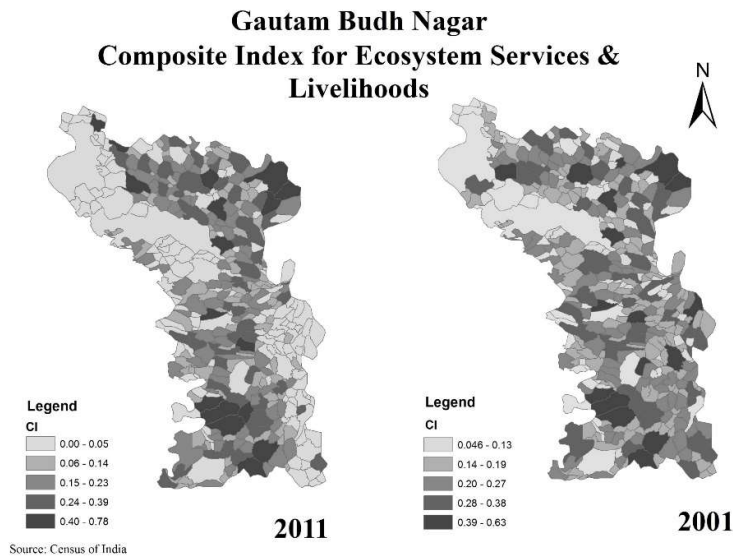 Gautam Budh Nagar
Composite Index for Ecosystem Services &
Livelihoods
N
Legend
CI
0.00 - 0.05
0.06 - 0.14
0.15 - 0.23
0.24 - 0.39
0.40 - 0.78
2011
Legend
CI
0.046 - 0.13
0.14 - 0.19
0.20 - 0.27
0.28 - 0.38
0.39 - 0.63
2001
Source: Census of India